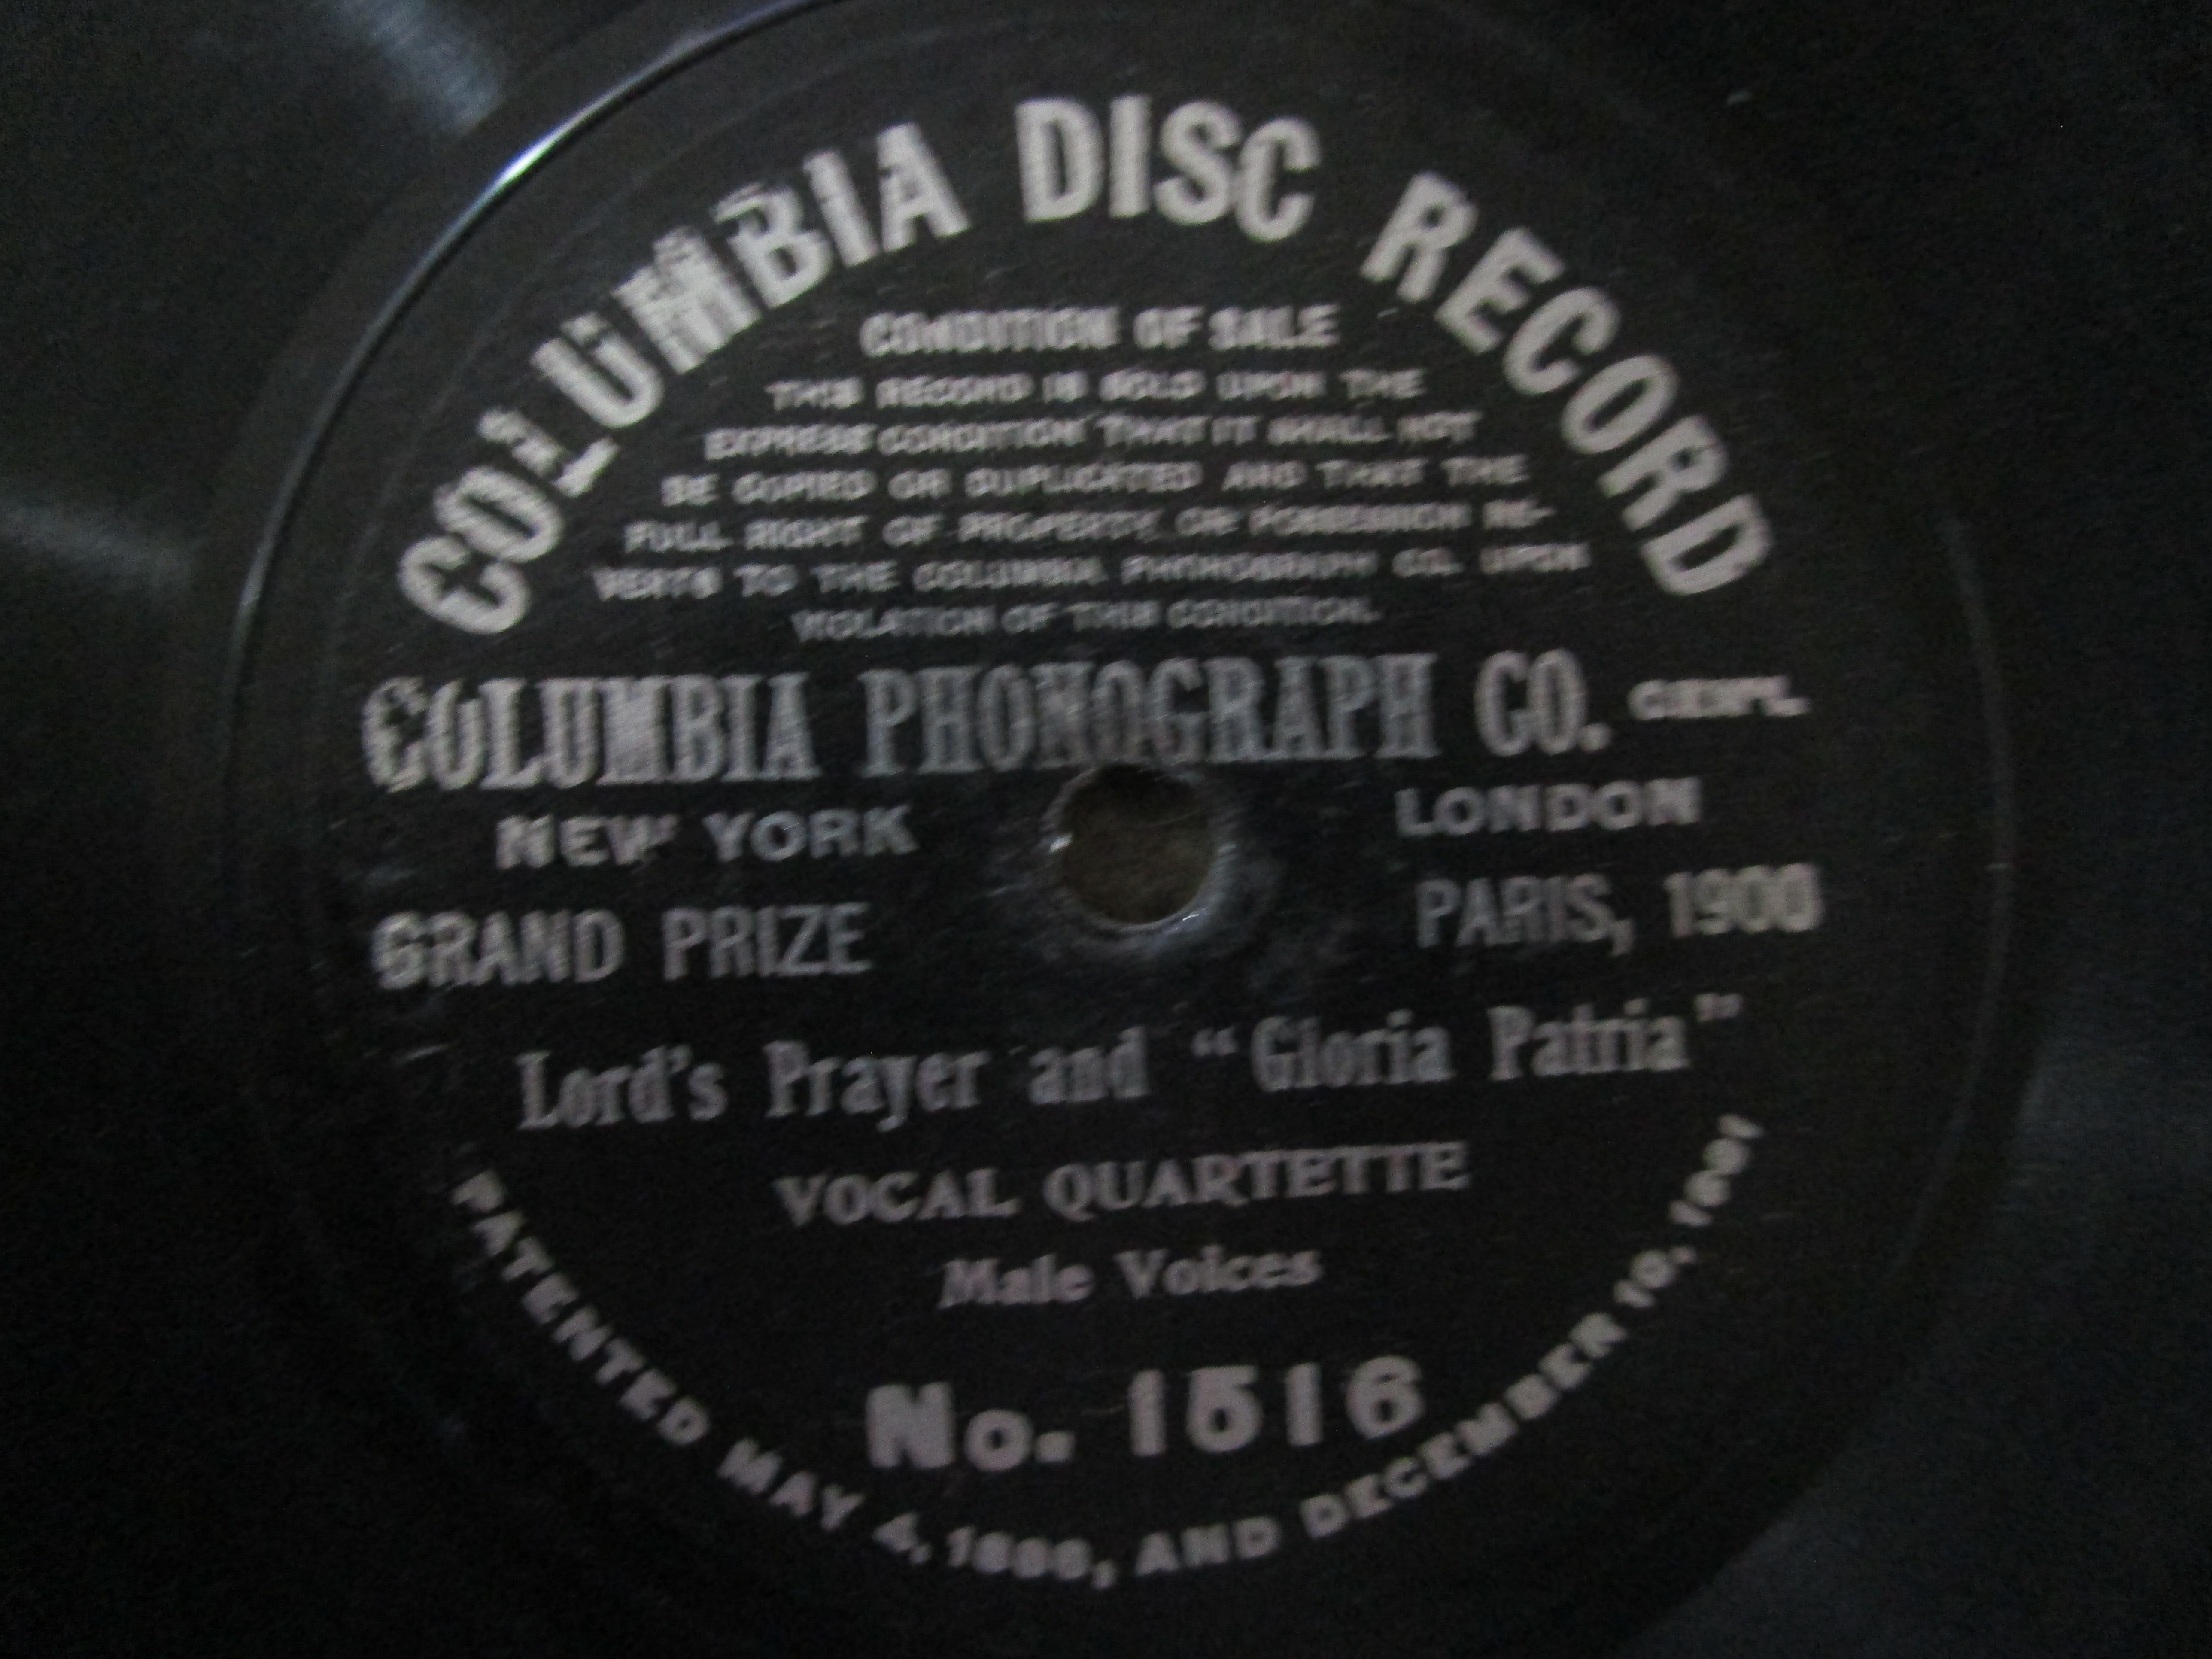 COLUMBIA DISC RECORD
CONDITION OF SALE
THIS RECORD IS SOLD UPON THE
EXPRESS CONDITION THAT IT SHALL NOT
BE COPIED OR DUPLICATED AND THAT THE
FULL RIGHT OF PROPERTY OR POSSESSION RE-
VERTS TO THE COLUMBIA PHONOGRAPH CO. UPON
VIOLATION OF THIS CONDITION.
COLUMBIA PHONOGRAPH CO. GEN'L
NEW YORK LONDON
GRAND PRIZE PARIS, 1900
Lord's Prayer and "Gloria Patria"
VOCAL QUARTETTE
Male Voices
No. 1516
PATENTED MAY 4, AND DECEMBER 10, 1901